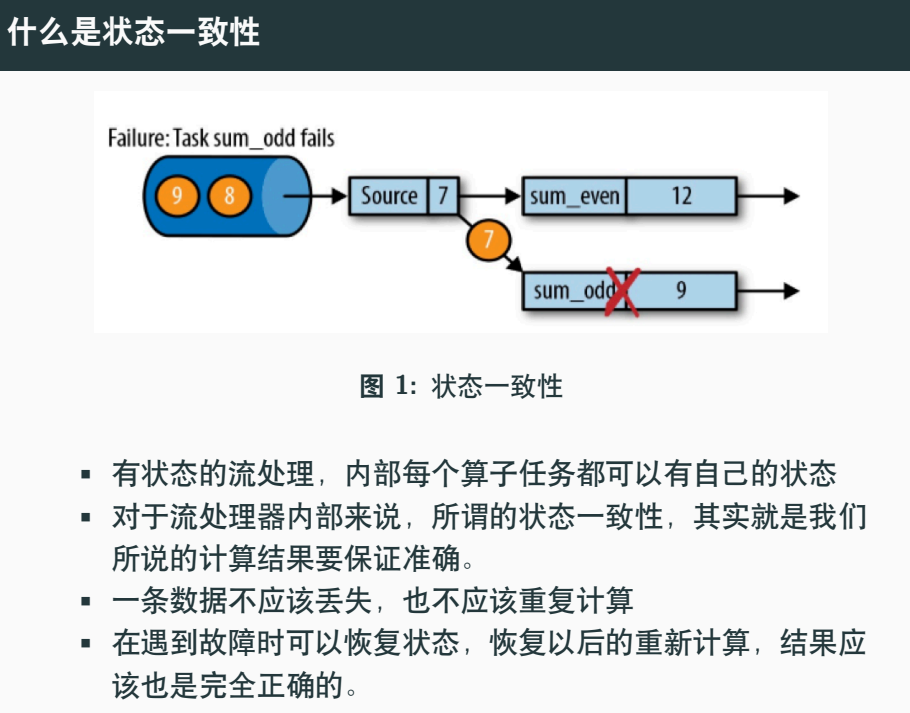 什么是状态一致性
Failure: Task sum_odd fails
9 8 Source 7 sum_even 12
7
sum_odd 9
图 1: 状态一致性
▪ 有状态的流处理，内部每个算子任务都可以有自己的状态
▪ 对于流处理器内部来说，所谓的状态一致性，其实就是我们
所说的计算结果要保证准确。
▪ 一条数据不应该丢失，也不应该重复计算
▪ 在遇到故障时可以恢复状态，恢复以后的重新计算，结果应
该也是完全正确的。